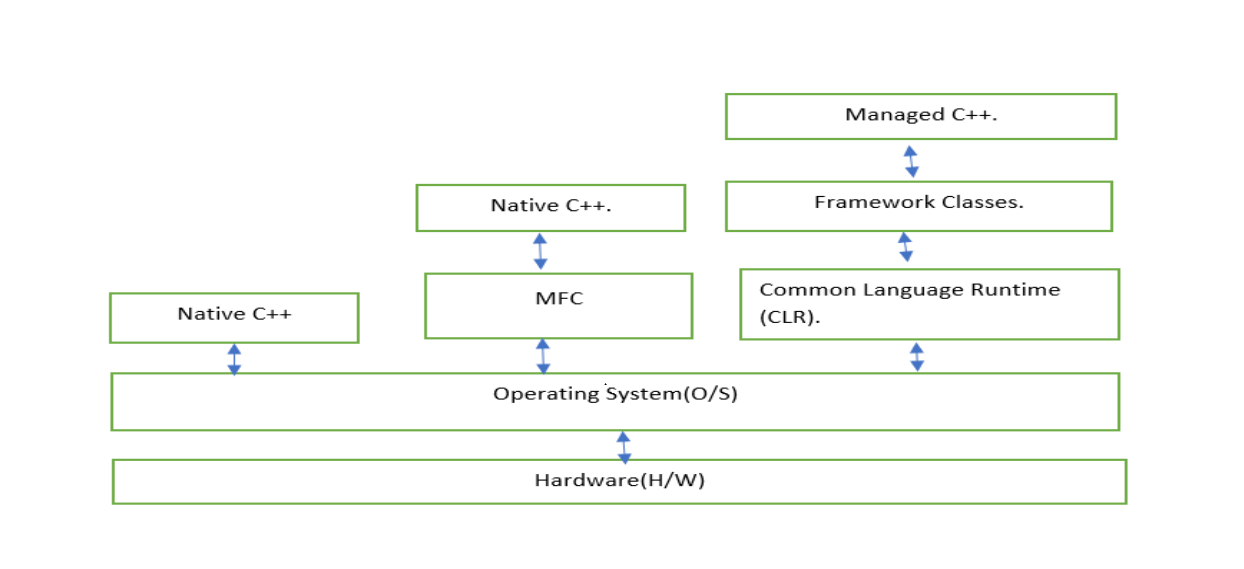 Managed C++.
Native C++.
Framework Classes.
Native C++
MFC
Common Language Runtime
(CLR).
Operating System(O/S)
Hardware(H/W)